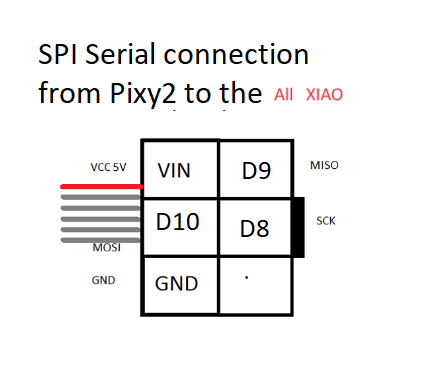 SPI Serial connection
from Pixy2 to the All XIAO
VCC 5V VIN D9 MISO
D10 D8 SCK
MOSI
GND GND .